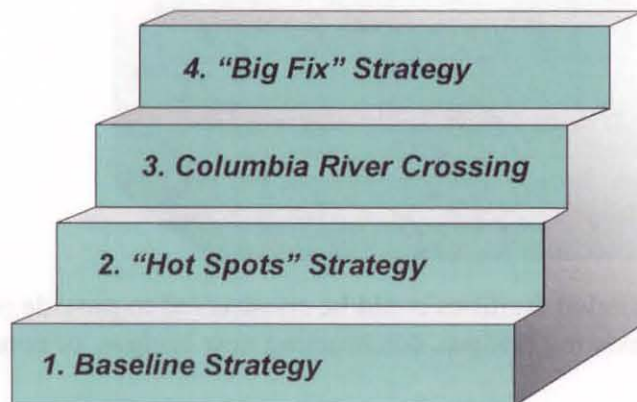 4. “Big Fix” Strategy
3. Columbia River Crossing
2. “Hot Spots” Strategy
1. Baseline Strategy